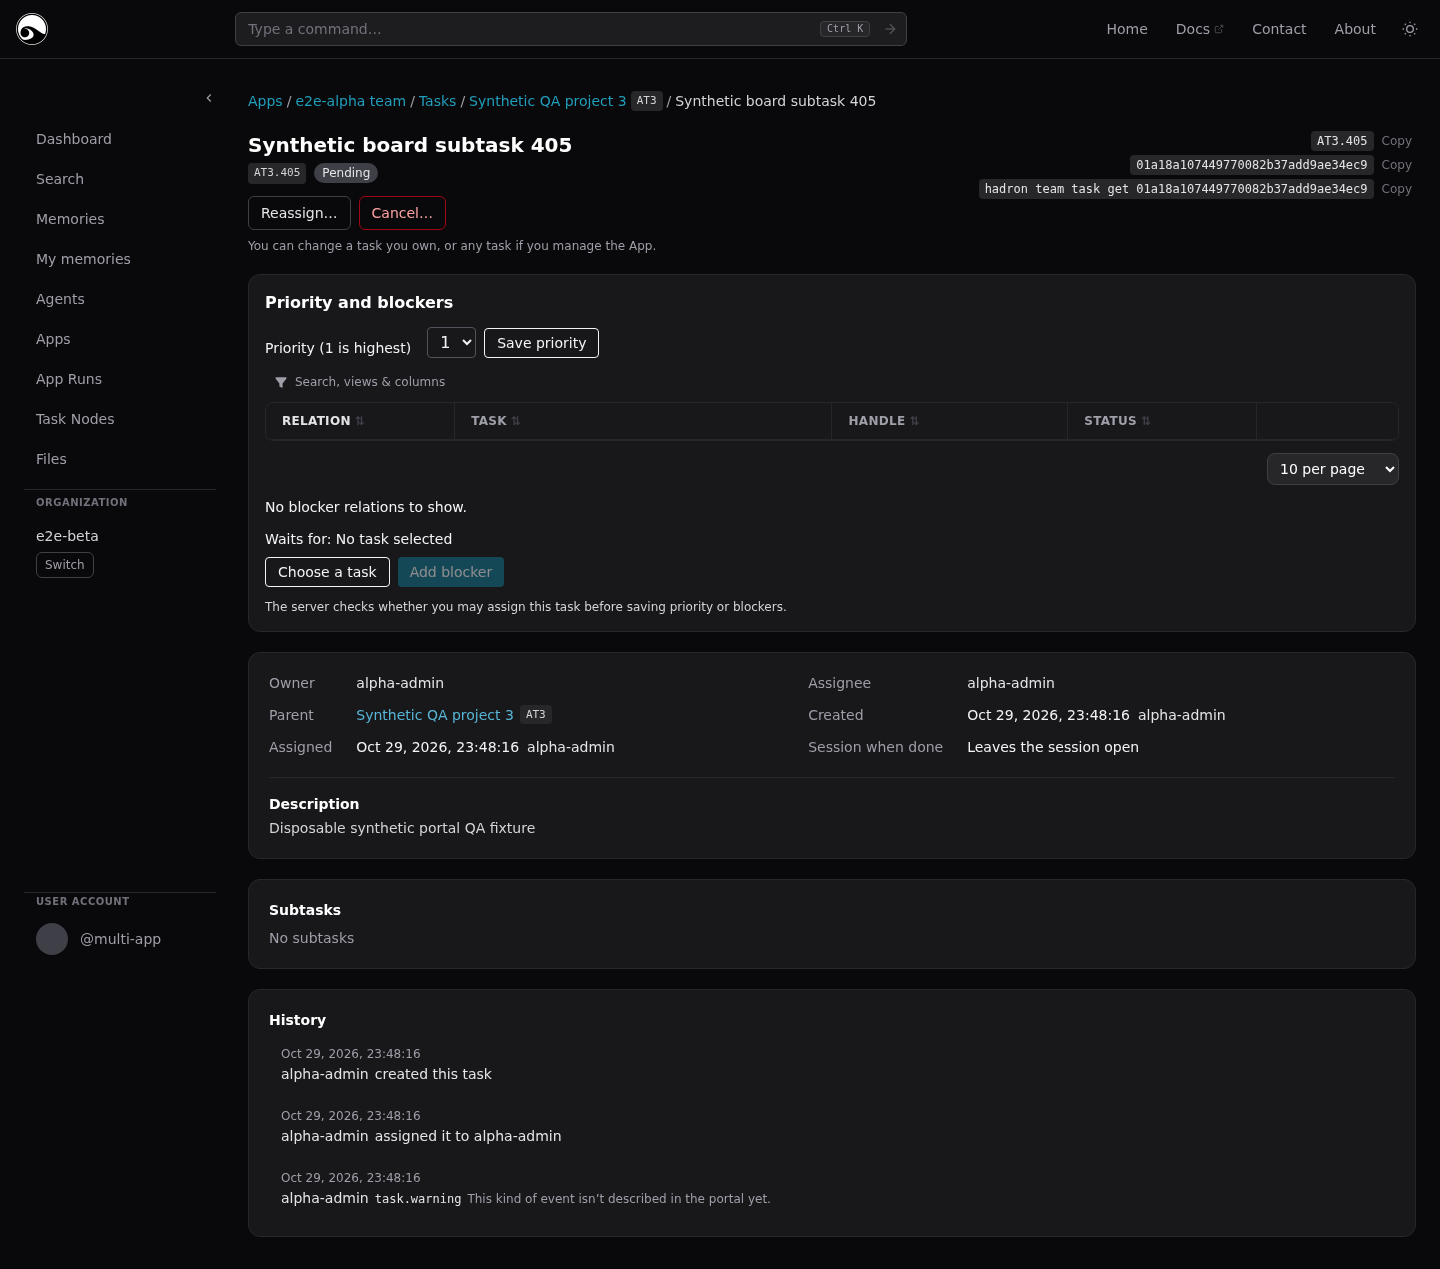 Type a command…
Ctrl K
Home
Docs
Contact
About
Dashboard
Search
Memories
My memories
Agents
Apps
App Runs
Task Nodes
Files
ORGANIZATION
e2e-beta
Switch
USER ACCOUNT
@multi-app
Apps / e2e-alpha team / Tasks / Synthetic QA project 3 AT3 / Synthetic board subtask 405
Synthetic board subtask 405
AT3.405 Pending
AT3.405 Copy
01a18a107449770082b37add9ae34ec9 Copy
hadron team task get 01a18a107449770082b37add9ae34ec9 Copy
Reassign… Cancel…
You can change a task you own, or any task if you manage the App.
Priority and blockers
Priority (1 is highest) 1 Save priority
Search, views & columns
RELATION TASK HANDLE STATUS
10 per page
No blocker relations to show.
Waits for: No task selected
Choose a task Add blocker
The server checks whether you may assign this task before saving priority or blockers.
Owner alpha-admin Assignee alpha-admin
Parent Synthetic QA project 3 AT3 Created Oct 29, 2026, 23:48:16 alpha-admin
Assigned Oct 29, 2026, 23:48:16 alpha-admin Session when done Leaves the session open
Description
Disposable synthetic portal QA fixture
Subtasks
No subtasks
History
Oct 29, 2026, 23:48:16
alpha-admin created this task
Oct 29, 2026, 23:48:16
alpha-admin assigned it to alpha-admin
Oct 29, 2026, 23:48:16
alpha-admin task.warning This kind of event isn’t described in the portal yet.